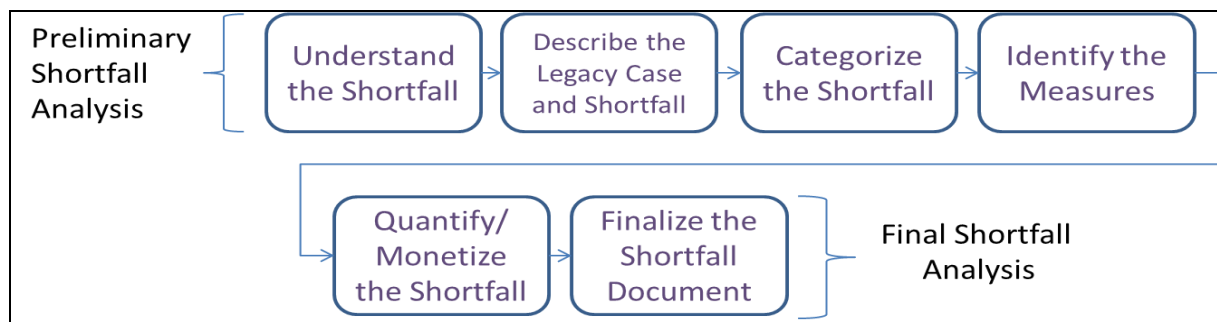 Preliminary
Shortfall
Analysis
Understand
the Shortfall
Describe the
Legacy Case
and Shortfall
Categorize
the Shortfall
Identify the
Measures
Quantify/
Monetize
the Shortfall
Finalize the
Shortfall
Document
Final Shortfall
Analysis